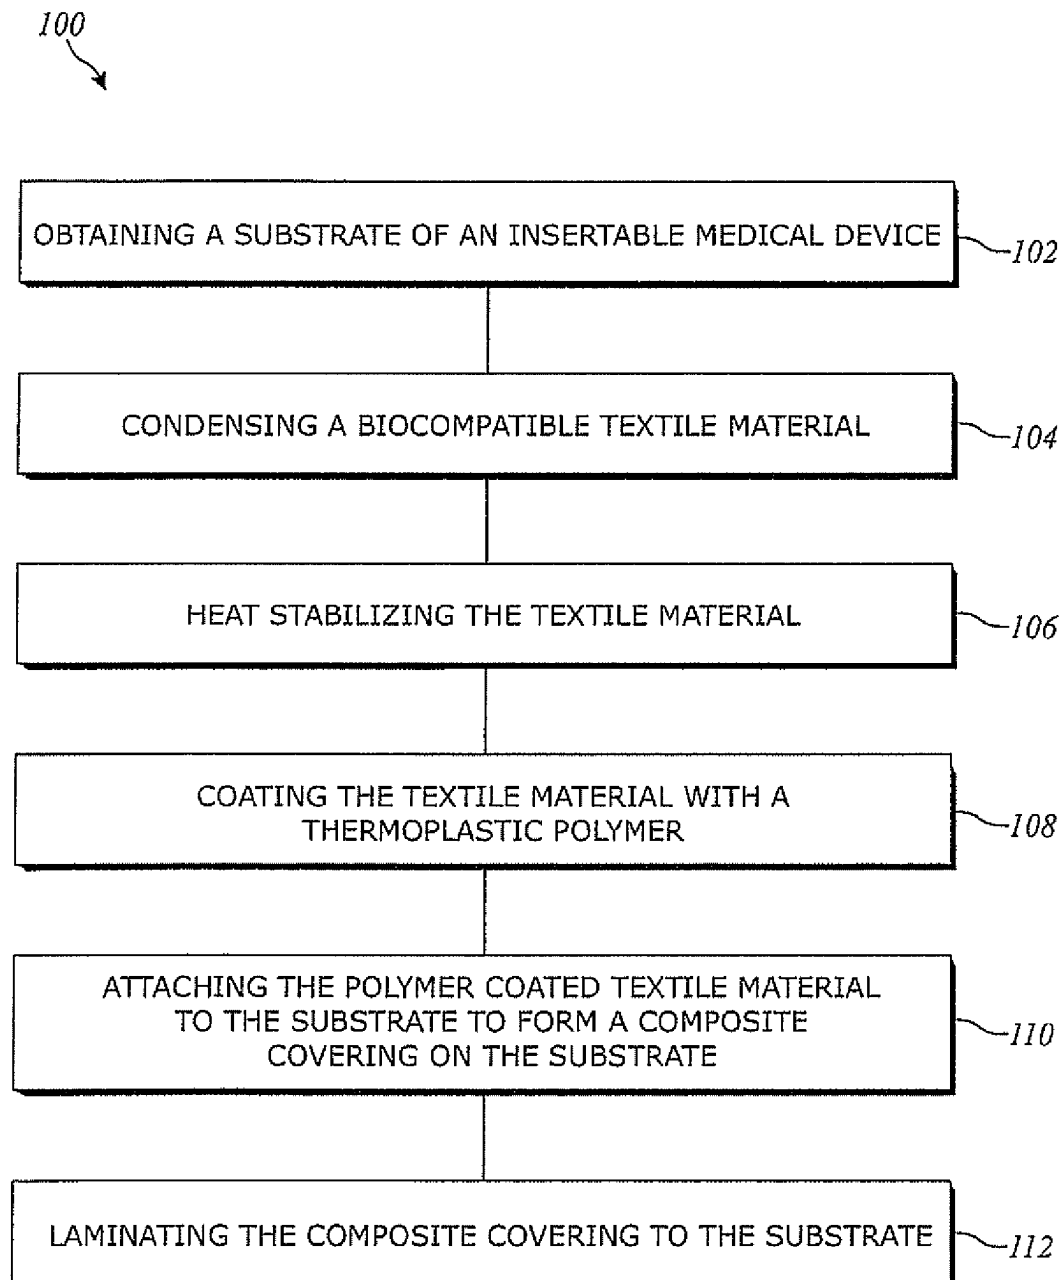 100
OBTAINING A SUBSTRATE OF AN INSERTABLE MEDICAL DEVICE
102
CONDENSING A BIOCOMPATIBLE TEXTILE MATERIAL
104
HEAT STABILIZING THE TEXTILE MATERIAL
106
COATING THE TEXTILE MATERIAL WITH A
THERMOPLASTIC POLYMER
108
ATTACHING THE POLYMER COATED TEXTILE MATERIAL
TO THE SUBSTRATE TO FORM A COMPOSITE
COVERING ON THE SUBSTRATE
110
LAMINATING THE COMPOSITE COVERING TO THE SUBSTRATE
112